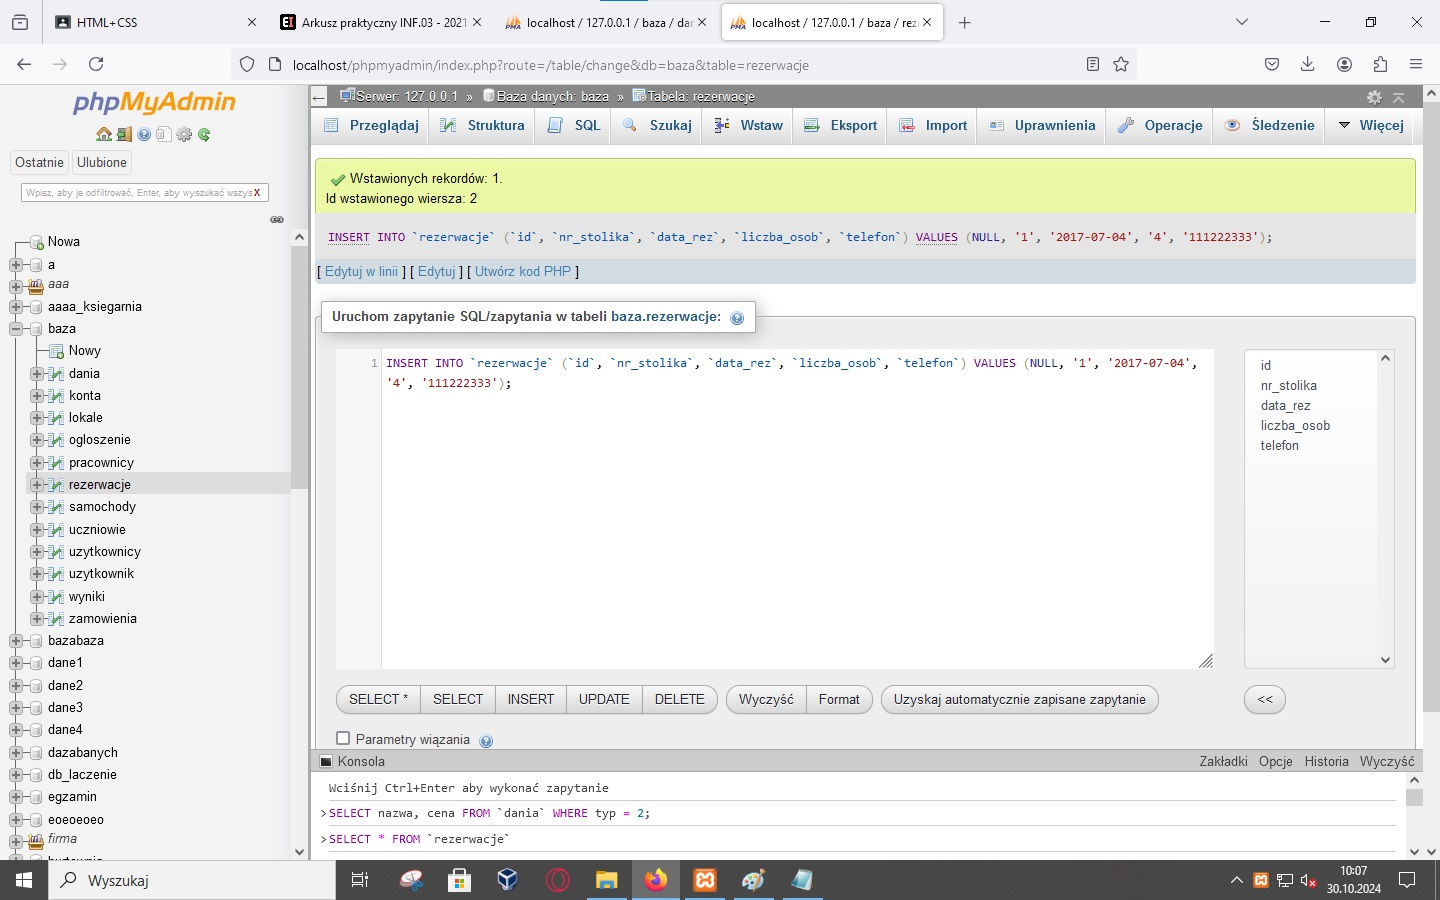 HTML+CSS
Arkusz praktyczny INF.03 - 2021
localhost / 127.0.0.1 / baza / dar
localhost / 127.0.0.1 / baza / reze
localhost/phpmyadmin/index.php?route=/table/change&db=baza&table=rezerwacje
phpMyAdmin
Ostatnie
Ulubione
Wpisz, aby je odfiltrować, Enter, aby wyszukać wszys X
Nowa
a
aaa
aaaa_ksiegarnia
baza
Nowy
dania
konta
lokale
ogloszenie
pracownicy
rezerwacje
samochody
uczniowie
uzytkownicy
uzytkownik
wyniki
zamowienia
bazabaza
dane1
dane2
dane3
dane4
dazabanych
db_laczenie
egzamin
eoeoeoeo
firma
Serwer: 127.0.0.1 » Baza danych: baza » Tabela: rezerwacje
Przeglądaj Struktura SQL Szukaj Wstaw Eksport Import Uprawnienia Operacje Śledzenie Więcej
Wstawionych rekordów: 1.
Id wstawionego wiersza: 2
INSERT INTO `rezerwacje` (`id`, `nr_stolika`, `data_rez`, `liczba_osob`, `telefon`) VALUES (NULL, '1', '2017-07-04', '4', '111222333');
[ Edytuj w linii ] [ Edytuj ] [ Utwórz kod PHP ]
Uruchom zapytanie SQL/zapytania w tabeli baza.rezerwacje:
1 INSERT INTO `rezerwacje` (`id`, `nr_stolika`, `data_rez`, `liczba_osob`, `telefon`) VALUES (NULL, '1', '2017-07-04',
'4', '111222333');
id
nr_stolika
data_rez
liczba_osob
telefon
SELECT * SELECT INSERT UPDATE DELETE Wyczyść Format Uzyskaj automatycznie zapisane zapytanie <<
Parametry wiązania
Konsola Zakładki Opcje Historia Wyczyść
Wciśnij Ctrl+Enter aby wykonać zapytanie
>SELECT nazwa, cena FROM `dania` WHERE typ = 2;
>SELECT * FROM `rezerwacje`
Wyszukaj
10:07
30.10.2024